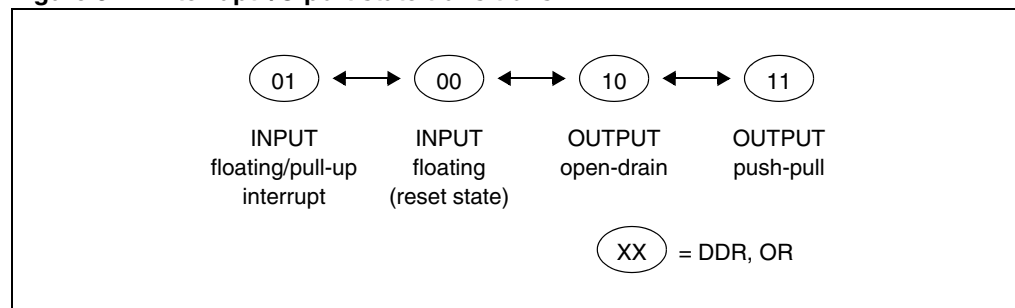 01 00 10 11
INPUT INPUT OUTPUT OUTPUT
floating/pull-up floating open-drain push-pull
interrupt (reset state)
XX = DDR, OR